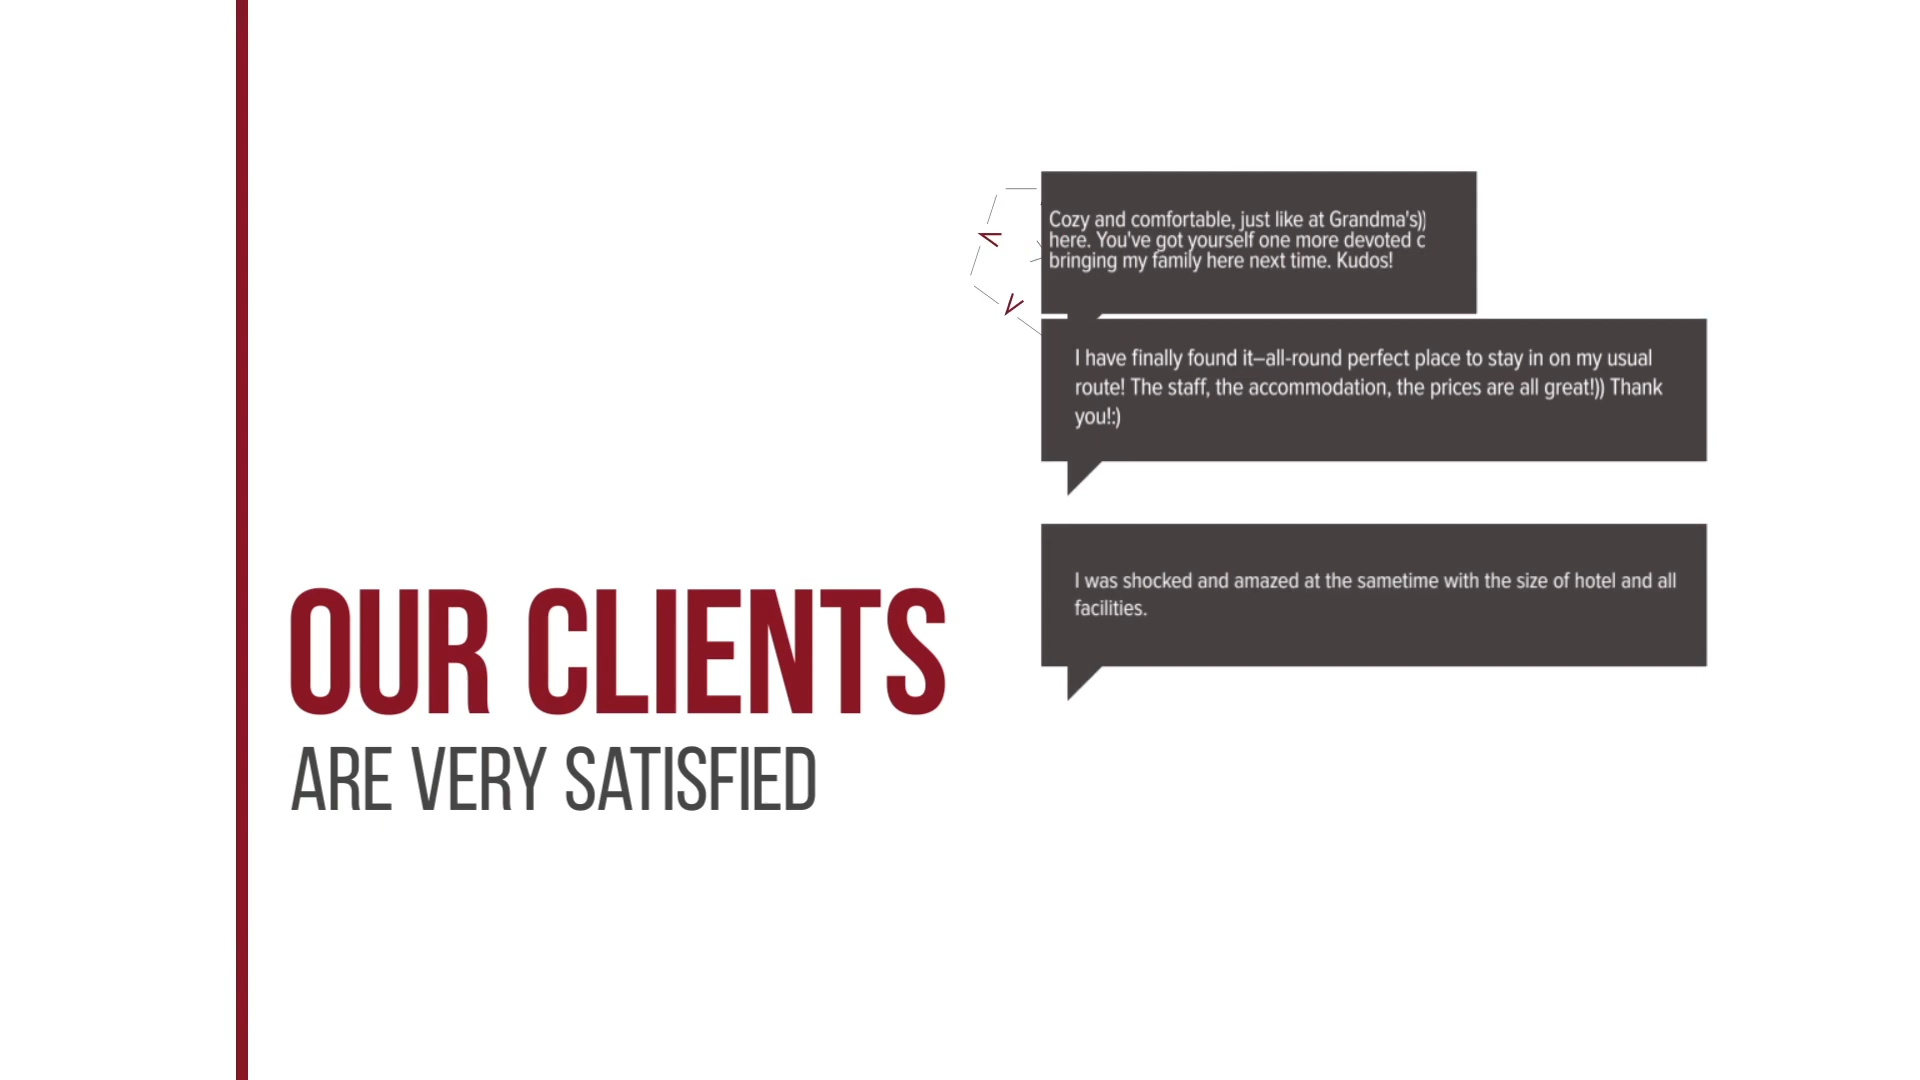 Cozy and comfortable, just like at Grandma's))
here. You've got yourself one more devoted c
bringing my family here next time. Kudos!
I have finally found it–all-round perfect place to stay in on my usual
route! The staff, the accommodation, the prices are all great!)) Thank
you!:)
I was shocked and amazed at the sametime with the size of hotel and all
facilities.
OUR CLIENTS
ARE VERY SATISFIED